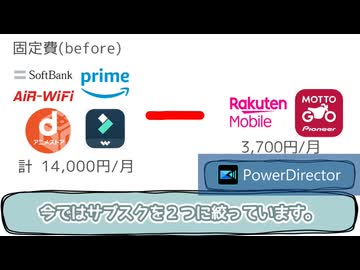 固定費(before)
SoftBank
prime
AiR-WiFi
Rakuten
Mobile
MOTTO
GO
Pioneer
d
アニメストア
計 14,000円/月
3,700円/月
PowerDirector
今ではサブスクを2つに絞っています。